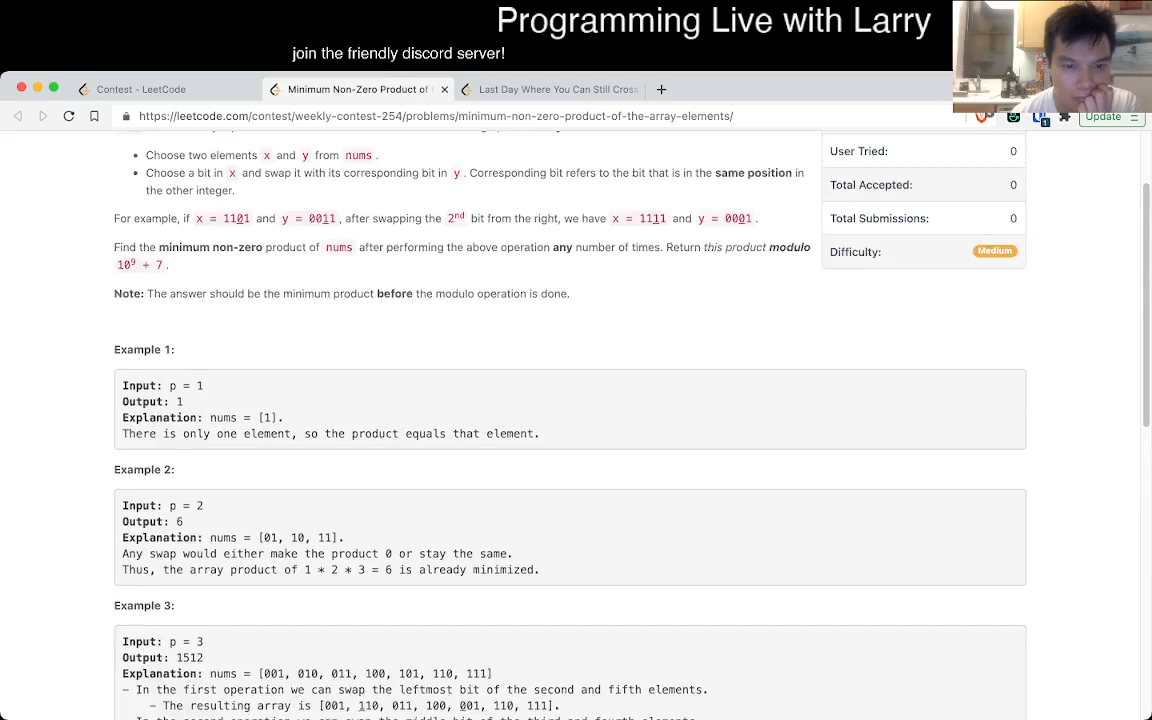 Programming Live with Larry
join the friendly discord server!
Contest - LeetCode
Minimum Non-Zero Product of
Last Day Where You Can Still Cross
https://leetcode.com/contest/weekly-contest-254/problems/minimum-non-zero-product-of-the-array-elements/
Update
• Choose two elements x and y from nums.
• Choose a bit in x and swap it with its corresponding bit in y. Corresponding bit refers to the bit that is in the same position in
the other integer.
For example, if x = 1101 and y = 0011, after swapping the 2nd bit from the right, we have x = 1111 and y = 0001.
Find the minimum non-zero product of nums after performing the above operation any number of times. Return this product modulo
10^9 + 7.
Note: The answer should be the minimum product before the modulo operation is done.
User Tried: 0
Total Accepted: 0
Total Submissions: 0
Difficulty: Medium
Example 1:
Input: p = 1
Output: 1
Explanation: nums = [1].
There is only one element, so the product equals that element.
Example 2:
Input: p = 2
Output: 6
Explanation: nums = [01, 10, 11].
Any swap would either make the product 0 or stay the same.
Thus, the array product of 1 * 2 * 3 = 6 is already minimized.
Example 3:
Input: p = 3
Output: 1512
Explanation: nums = [001, 010, 011, 100, 101, 110, 111]
- In the first operation we can swap the leftmost bit of the second and fifth elements.
- The resulting array is [001, 110, 011, 100, 001, 110, 111].